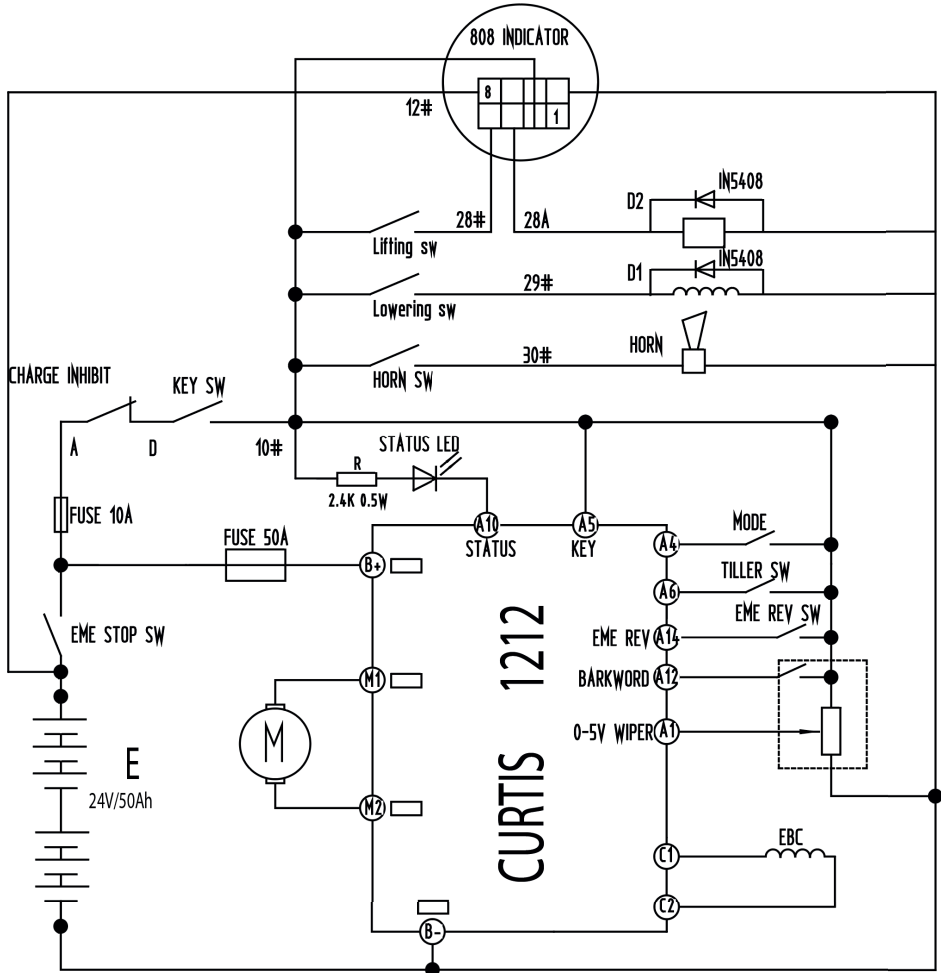 808 INDICATOR
8
12#
1
IN5408
D2
28#
28A
Lifting sw
IN5408
D1
29#
Lowering sw
HORN
30#
CHARGE INHIBIT
KEY SW
HORN SW
A
D
10#
STATUS LED
R
2.4K 0.5W
FUSE 10A
A10
A5
MODE
FUSE 50A
STATUS
KEY
A4
B+
TILLER SW
A6
EME REV SW
EME STOP SW
EME REV
A14
M1
BARKWORD
A12
0-5V WIPER
A1
M
E
24V/50Ah
M2
CURTIS 1212
EBC
C1
C2
B-